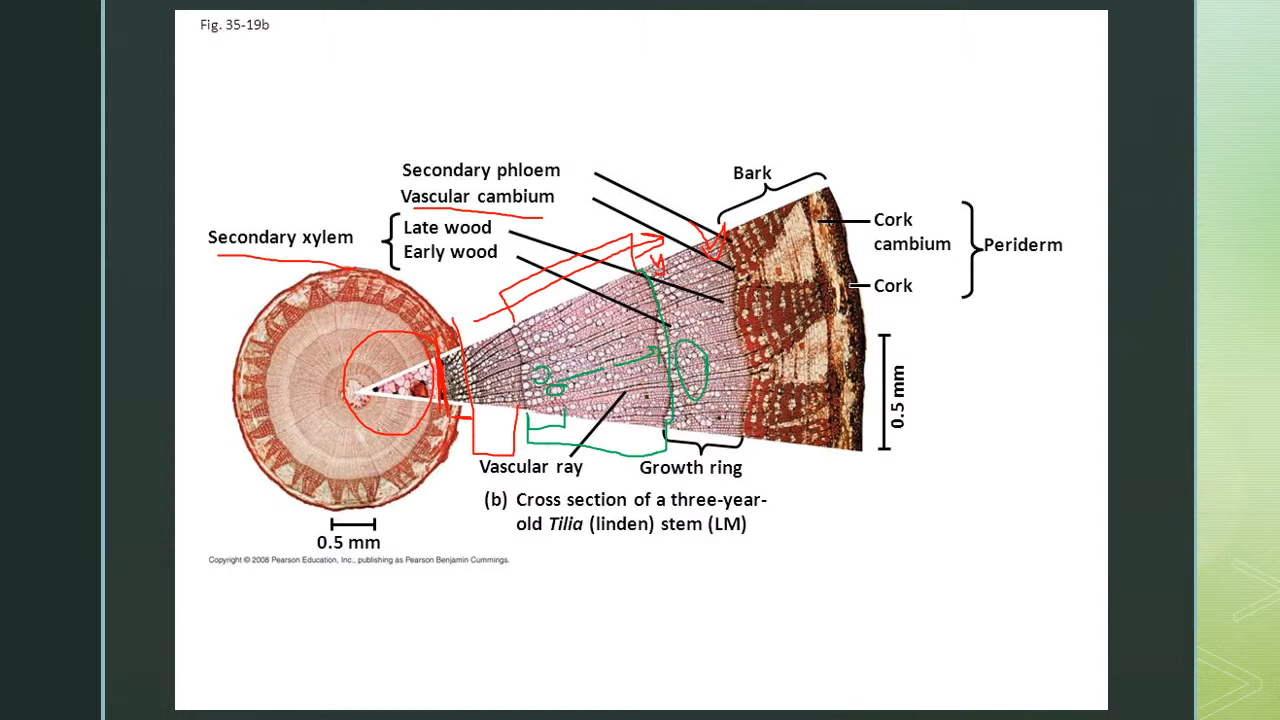 Fig. 35-19b
Secondary phloem
Vascular cambium
Late wood
Early wood
Secondary xylem
Bark
Cork
cambium
Periderm
Cork
y
0.5 mm
Vascular ray
Growth ring
(b) Cross section of a three-year-
old Tilia (linden) stem (LM)
0.5 mm
Copyright © 2008 Pearson Education, Inc., publishing as Pearson Benjamin Cummings.